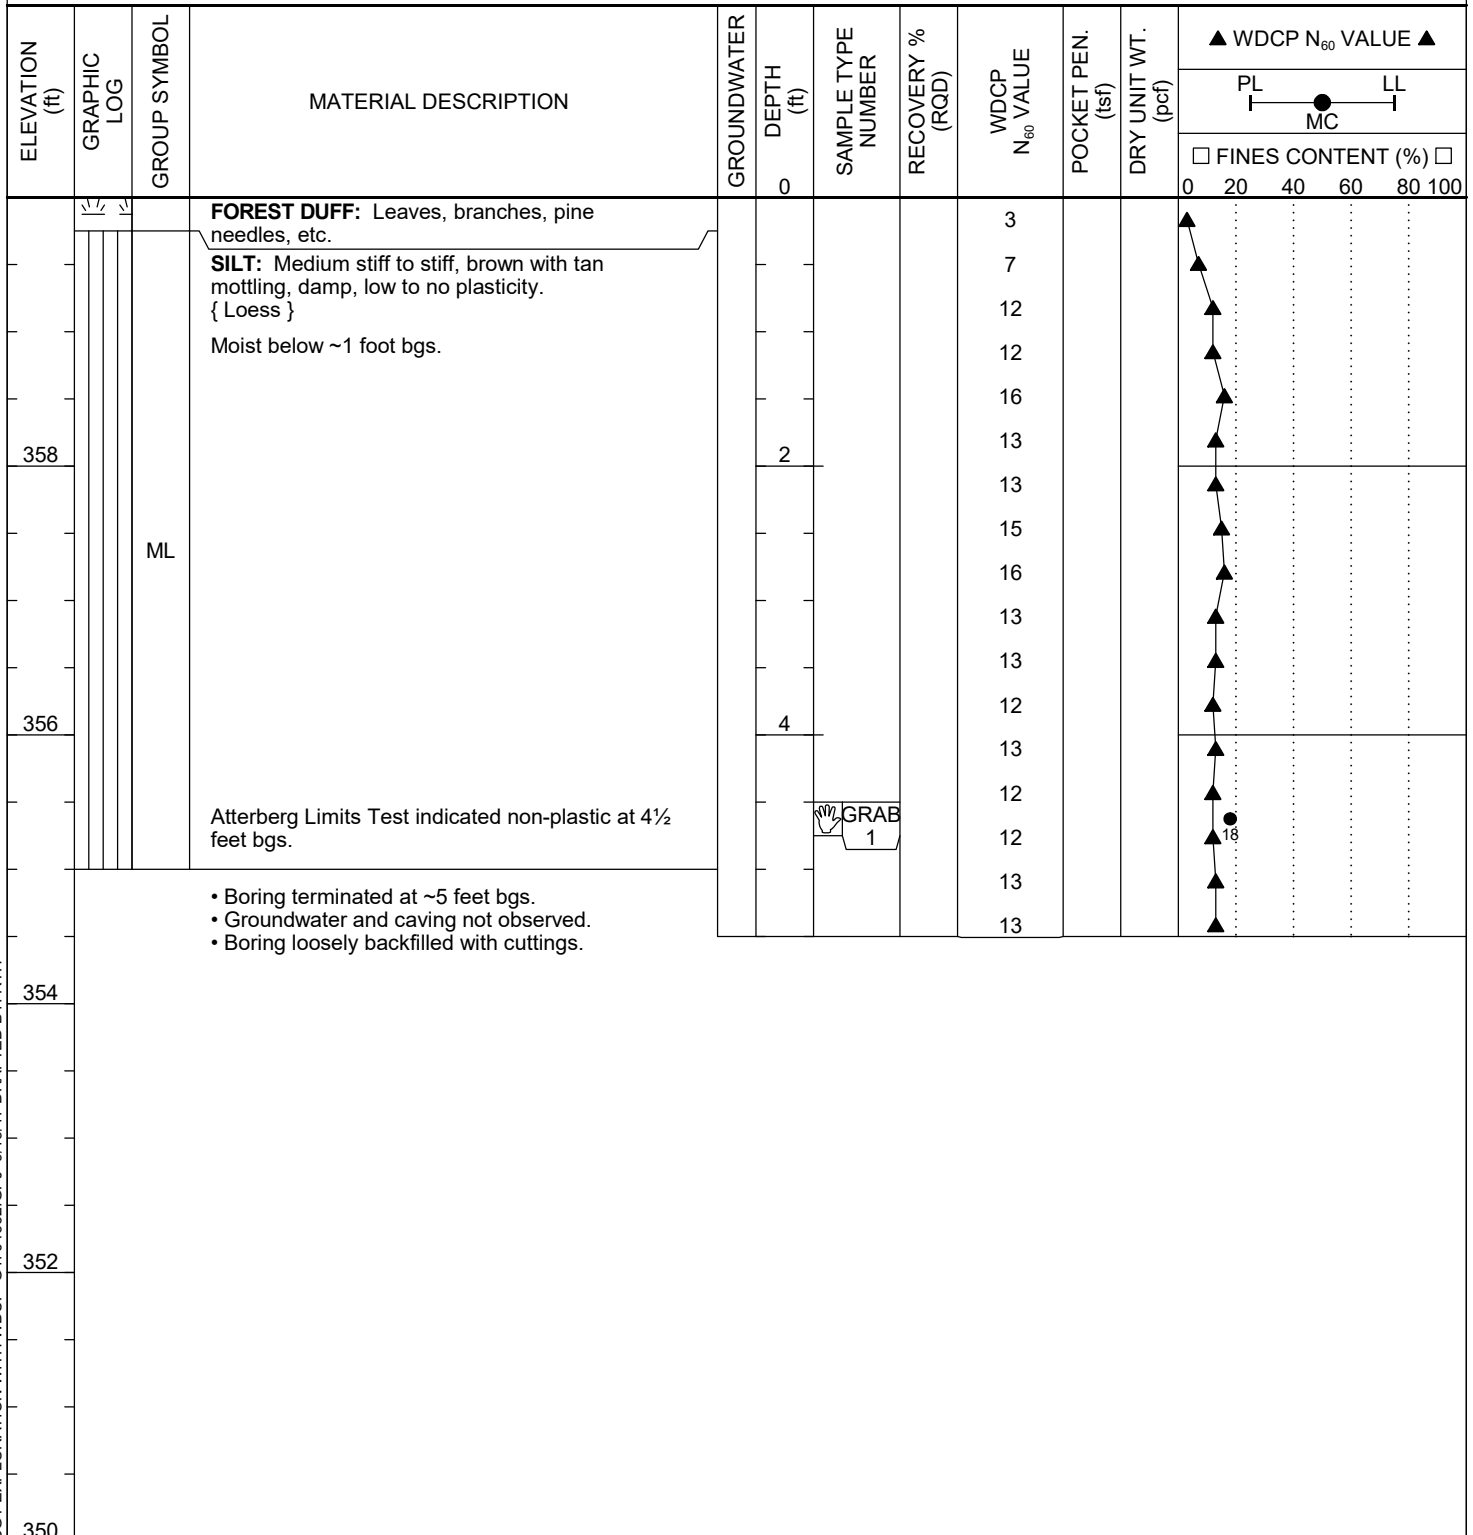 ELEVATION
(ft)
GRAPHIC
LOG
GROUP SYMBOL
MATERIAL DESCRIPTION
GROUNDWATER
DEPTH
(ft)
0
SAMPLE TYPE
NUMBER
RECOVERY %
(RQD)
WDCP
N60 VALUE
POCKET PEN.
(tsf)
DRY UNIT WT.
(pcf)
▲ WDCP N60 VALUE ▲
PL LL
MC
□ FINES CONTENT (%) □
0 20 40 60 80 100
FOREST DUFF: Leaves, branches, pine
needles, etc.
3
SILT: Medium stiff to stiff, brown with tan
mottling, damp, low to no plasticity.
{ Loess }
7
12
Moist below ~1 foot bgs.
12
16
13
358
2
13
15
ML
16
13
13
12
356
4
13
12
Atterberg Limits Test indicated non-plastic at 4½
feet bgs.
GRAB
1
12
18
13
• Boring terminated at ~5 feet bgs.
• Groundwater and caving not observed.
• Boring loosely backfilled with cuttings.
13
354
352
350